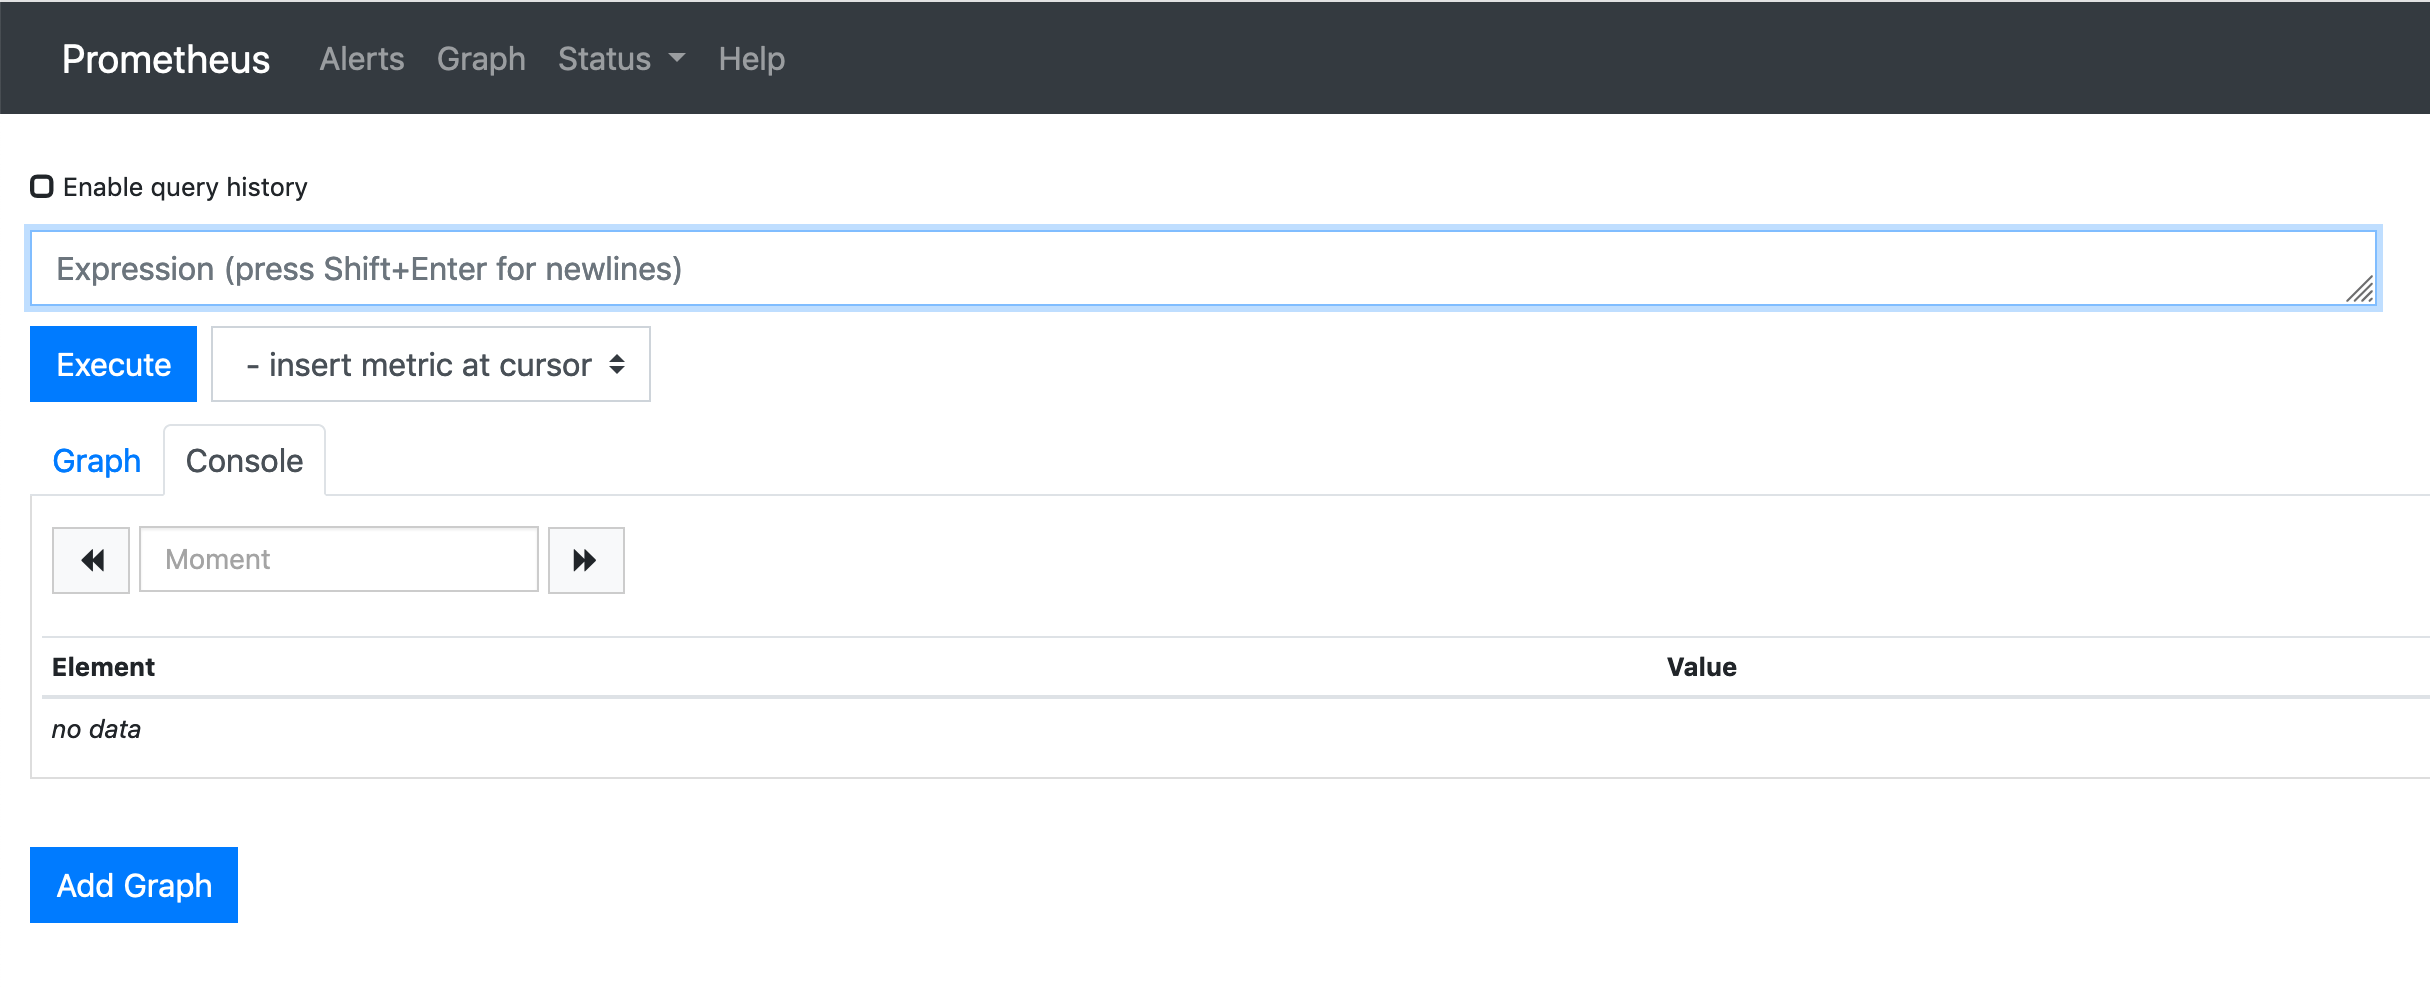 Prometheus Alerts Graph Status Help
Enable query history
Expression (press Shift+Enter for newlines)
Execute - insert metric at cursor
Graph Console
Moment
Element Value
no data
Add Graph